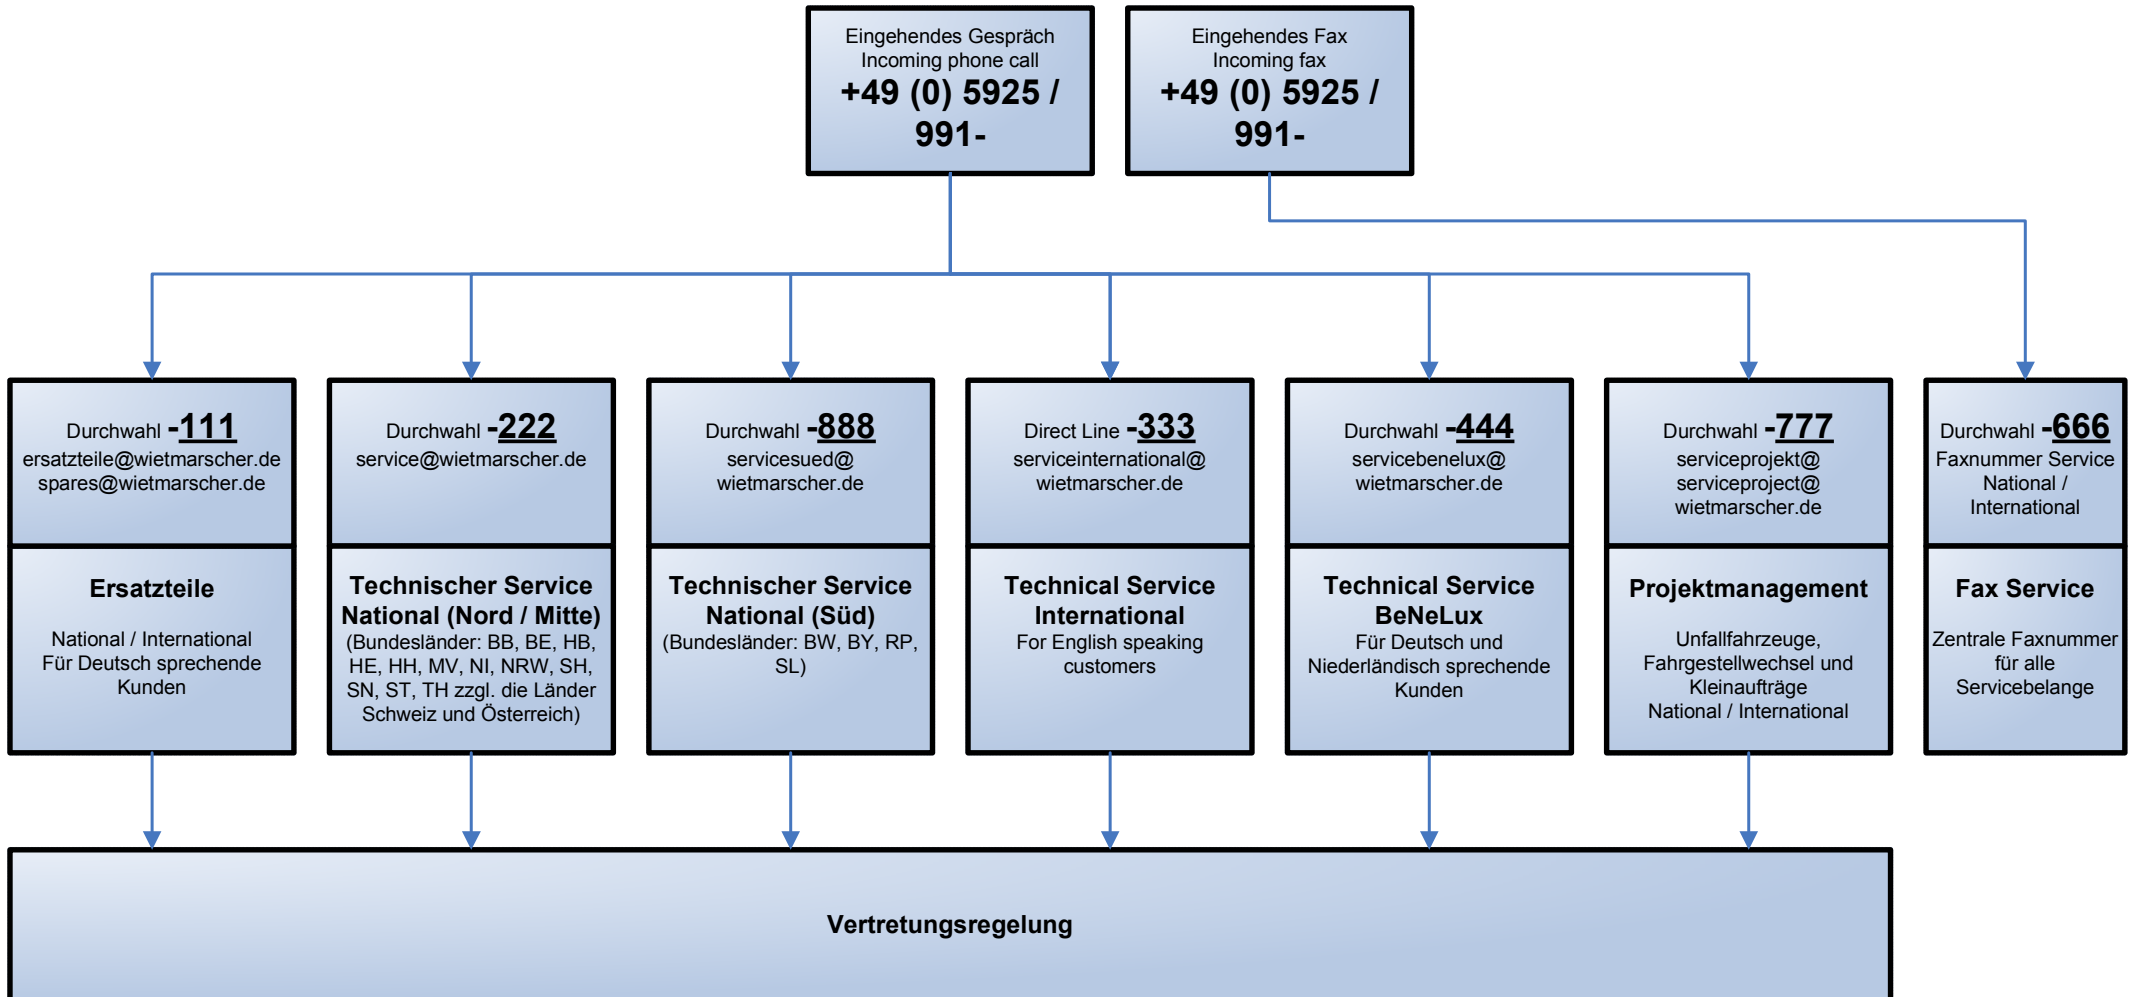 Eingehendes Gespräch
Incoming phone call
+49 (0) 5925 /
991-
Eingehendes Fax
Incoming fax
+49 (0) 5925 /
991-
Durchwahl -111
ersatzteile@wietmarscher.de
spares@wietmarscher.de
Durchwahl -222
service@wietmarscher.de
Durchwahl -888
servicesued@
wietmarscher.de
Direct Line -333
serviceinternational@
wietmarscher.de
Durchwahl -444
servicebenelux@
wietmarscher.de
Durchwahl -777
serviceprojekt@
serviceproject@
wietmarscher.de
Durchwahl -666
Faxnummer Service
National /
International
Ersatzteile
National / International
Für Deutsch sprechende
Kunden
Technischer Service
National (Nord / Mitte)
(Bundesländer: BB, BE, HB,
HE, HH, MV, NI, NRW, SH,
SN, ST, TH zzgl. die Länder
Schweiz und Österreich)
Technischer Service
National (Süd)
(Bundesländer: BW, BY, RP,
SL)
Technical Service
International
For English speaking
customers
Technical Service
BeNeLux
Für Deutsch und
Niederländisch sprechende
Kunden
Projektmanagement
Unfallfahrzeuge,
Fahrgestellwechsel und
Kleinaufträge
National / International
Fax Service
Zentrale Faxnummer
für alle
Servicebelange
Vertretungsregelung